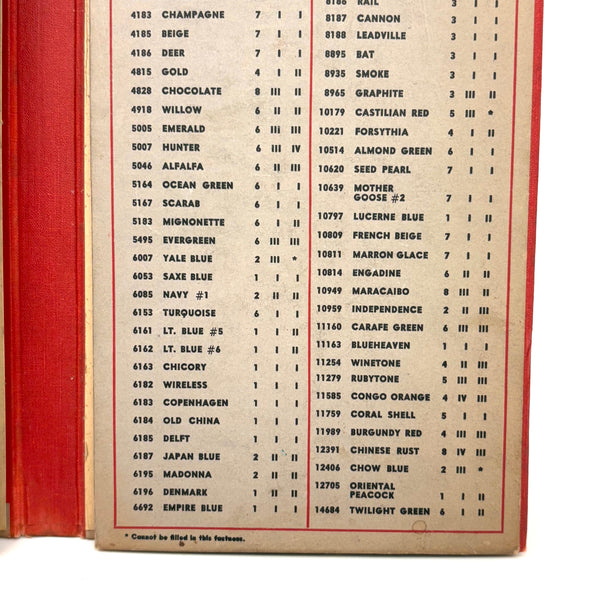 4183 CHAMPAGNE 7 I I
4185 BEIGE 7 I I
4186 DEER 7 I I
4815 GOLD 4 I II
4828 CHOCOLATE 8 III II
4918 WILLOW 6 II II
5005 EMERALD 6 III III
5007 HUNTER 6 III IV
5046 ALFALFA 6 II III
5164 OCEAN GREEN 6 I I
5167 SCARAB 6 I I
5183 MIGNONETTE 6 I II
5495 EVERGREEN 6 III III
6007 YALE BLUE 2 III *
6053 SAXE BLUE 1 I I
6085 NAVY #1 2 II II
6153 TURQUOISE 6 I I
6161 LT. BLUE #5 1 I II
6162 LT. BLUE #6 1 I II
6163 CHICORY 1 I I
6182 WIRELESS 1 I I
6183 COPENHAGEN 1 I I
6184 OLD CHINA 1 I I
6185 DELFT 1 I I
6187 JAPAN BLUE 2 II II
6195 MADONNA 2 II II
6196 DENMARK 1 II II
6692 EMPIRE BLUE 1 I I
8186 RAIL 3 I I
8187 CANNON 3 I I
8188 LEADVILLE 3 I I
8895 BAT 3 I I
8935 SMOKE 3 I I
8965 GRAPHITE 3 III II
10179 CASTILIAN RED 5 III *
10221 FORSYTHIA 4 I II
10514 ALMOND GREEN 6 I I
10620 SEED PEARL 7 I I
10639 MOTHER
GOOSE #2 7 I I
10797 LUCERNE BLUE 1 I II
10809 FRENCH BEIGE 7 I I
10811 MARRON GLACE 7 I I
10814 ENGADINE 6 II II
10949 MARACAIBO 8 III II
10959 INDEPENDENCE 2 II III
11160 CARAFE GREEN 6 III III
11163 BLUEHEAVEN 1 I I
11254 WINETONE 4 II III
11279 RUBYTONE 5 III III
11585 CONGO ORANGE 4 IV III
11759 CORAL SHELL 5 I I
11989 BURGUNDY RED 4 III III
12391 CHINESE RUST 8 IV III
12406 CHOW BLUE 2 III *
12705 ORIENTAL
PEACOCK 1 I II
14684 TWILIGHT GREEN 6 I II
* Cannot be filled in this fastness.